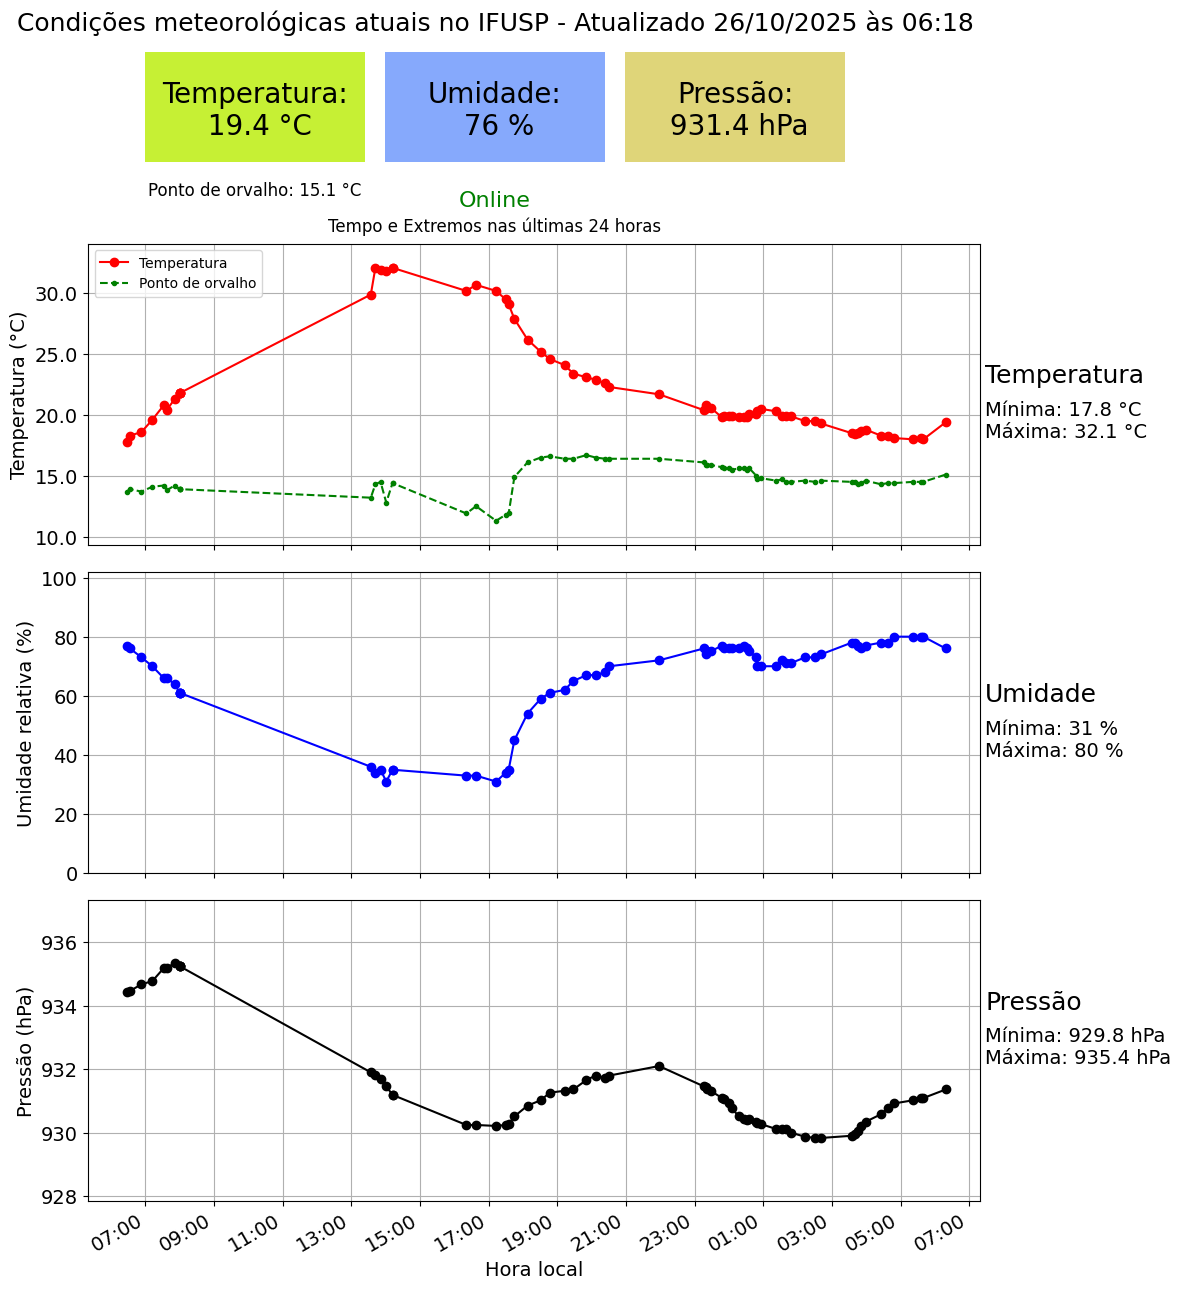 Condições meteorológicas atuais no IFUSP - Atualizado 26/10/2025 às 06:18
Temperatura:
19.4 °C
Umidade:
76 %
Pressão:
931.4 hPa
Ponto de orvalho: 15.1 °C
Online
Tempo e Extremos nas últimas 24 horas
Temperatura
Ponto de orvalho
Temperatura (°C)
30.0
25.0
20.0
15.0
10.0
Temperatura
Mínima: 17.8 °C
Máxima: 32.1 °C
Umidade relativa (%)
100
80
60
40
20
0
Umidade
Mínima: 31 %
Máxima: 80 %
Pressão (hPa)
936
934
932
930
928
Pressão
Mínima: 929.8 hPa
Máxima: 935.4 hPa
07:00 09:00 11:00 13:00 15:00 17:00 19:00 21:00 23:00 01:00 03:00 05:00 07:00
Hora local